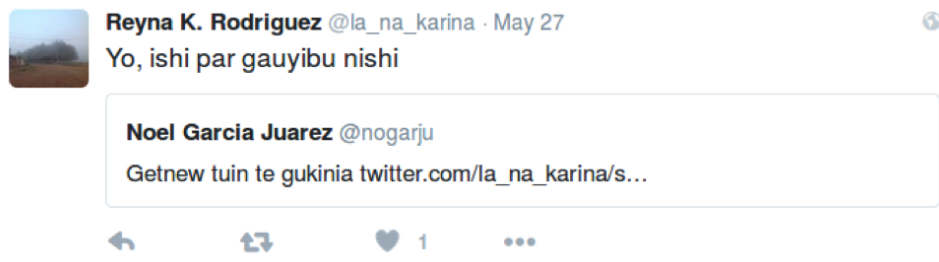 Reyna K. Rodriguez @la_na_karina · May 27
Yo, ishi par gauyibu nishi
Noel Garcia Juarez @nogarju
Getnew tuin te gukinia twitter.com/la_na_karina/s…
1